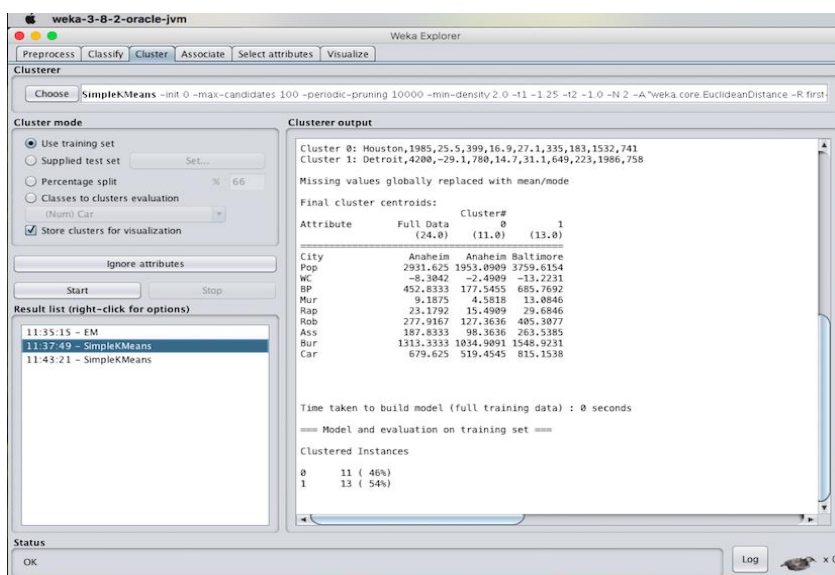 weka-3-8-2-oracle-jvm
Weka Explorer
Preprocess Classify Cluster Associate Select attributes Visualize
Clusterer
Choose SimpleKMeans -init 0 -max-candidates 100 -periodic-pruning 10000 -min-density 2.0 -t1 -1.25 -t2 -1.0 -N 2 -A "weka.core.EuclideanDistance -R first-
Cluster mode
Use training set
Supplied test set Set...
Percentage split % 66
Classes to clusters evaluation
(Num) Car
Store clusters for visualization
Ignore attributes
Start Stop
Result list (right-click for options)
11:35:15 - EM
11:37:49 - SimpleKMeans
11:43:21 - SimpleKMeans
Clusterer output
Cluster 0: Houston,1985,25.5,399,16.9,27.1,335,183,1532,741
Cluster 1: Detroit,4200,-29.1,780,14.7,31.1,649,223,1986,758
Missing values globally replaced with mean/mode
Final cluster centroids:
Cluster#
Attribute Full Data 0 1
(24.0) (11.0) (13.0)
==========================================================
City Anaheim Anaheim Baltimore
Pop 2931.625 1953.0909 3759.6154
WC -8.3042 -2.4909 -13.2231
BP 452.8333 177.5455 685.7692
Mur 9.1875 4.5818 13.0846
Rap 23.1792 15.4909 29.6846
Rob 277.9167 127.3636 405.3077
Ass 187.8333 98.3636 263.5385
Bur 1313.3333 1034.9091 1548.9231
Car 679.625 519.4545 815.1538
Time taken to build model (full training data) : 0 seconds
=== Model and evaluation on training set ===
Clustered Instances
0 11 ( 46%)
1 13 ( 54%)
Status
OK
Log x 0